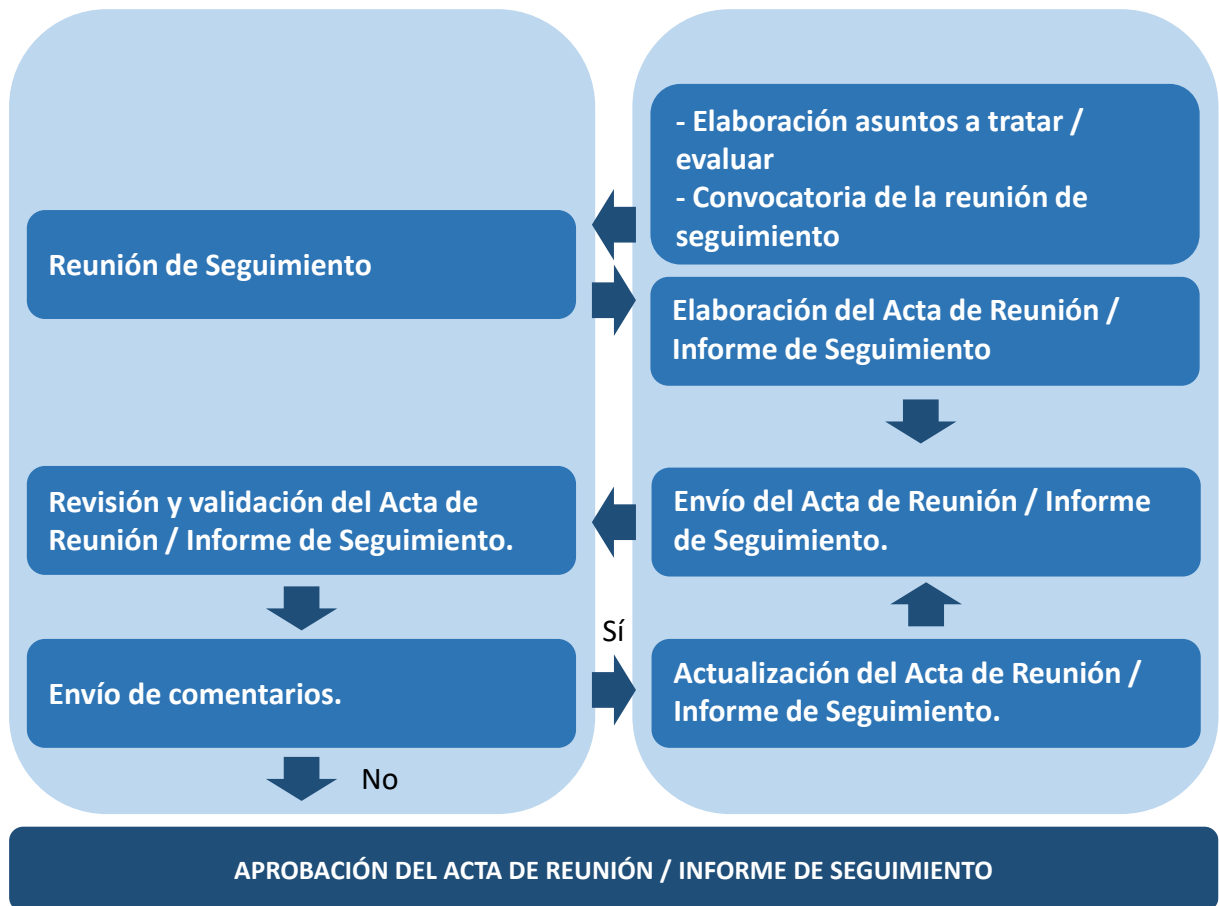 - Elaboración asuntos a tratar /
evaluar
- Convocatoria de la reunión de
seguimiento
Reunión de Seguimiento
Elaboración del Acta de Reunión /
Informe de Seguimiento
Revisión y validación del Acta de
Reunión / Informe de Seguimiento.
Envío del Acta de Reunión / Informe
de Seguimiento.
Sí
Envío de comentarios.
Actualización del Acta de Reunión /
Informe de Seguimiento.
No
APROBACIÓN DEL ACTA DE REUNIÓN / INFORME DE SEGUIMIENTO